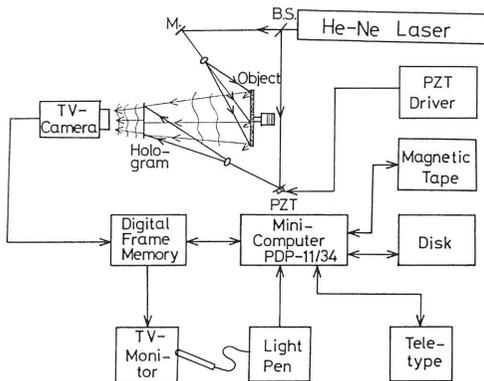 M.
B.S.
He-Ne Laser
Object
TV-
Camera
Holo-
gram
PZT
Driver
PZT
Magnetic
Tape
Digital
Frame
Memory
Mini-
Computer
PDP-11/34
Disk
TV-
Moni-
tor
Light
Pen
Tele-
type